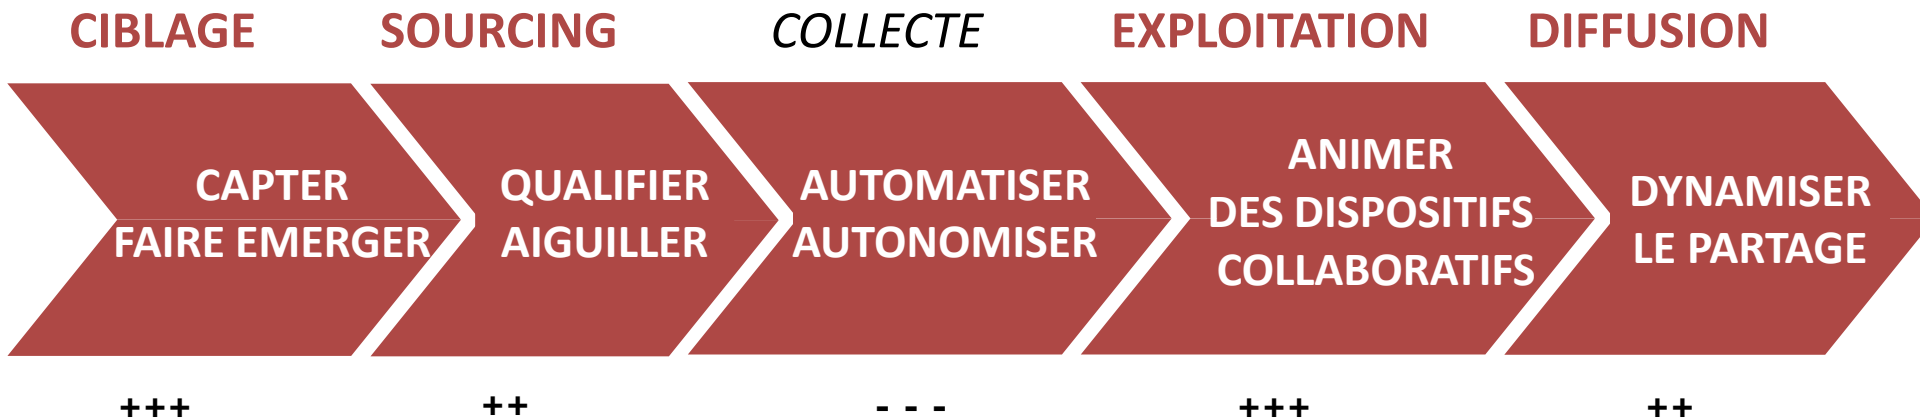 CIBLAGE SOURCING COLLECTE EXPLOITATION DIFFUSION
CAPTER
FAIRE EMERGER
QUALIFIER
AIGUILLER
AUTOMATISER
AUTONOMISER
ANIMER
DES DISPOSITIFS
COLLABORATIFS
DYNAMISER
LE PARTAGE
+++ ++ - - - +++ ++